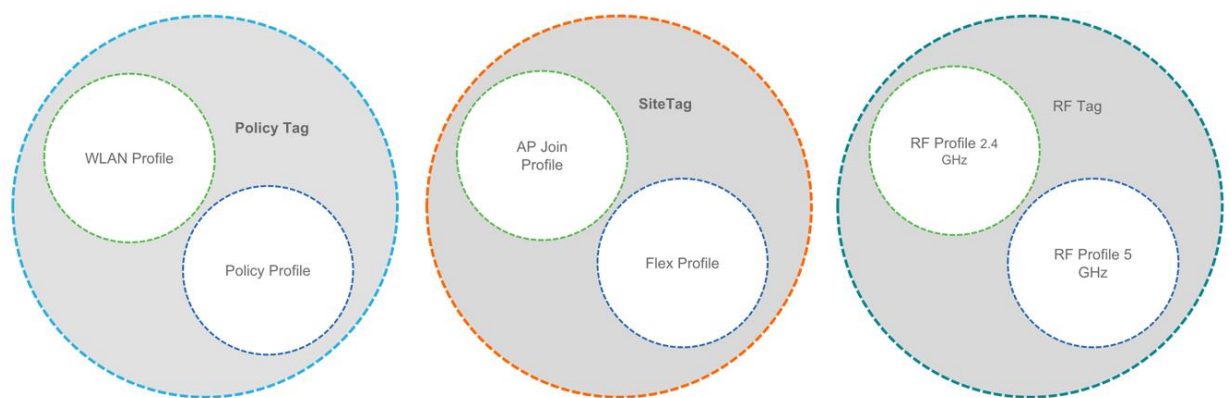 Policy Tag
WLAN Profile
Policy Profile
SiteTag
AP Join
Profile
Flex Profile
RF Tag
RF Profile 2.4
GHz
RF Profile 5
GHz